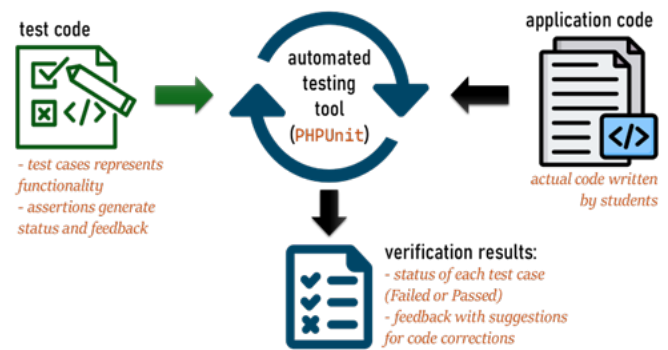 test code
- test cases represents
functionality
- assertions generate
status and feedback
automated
testing
tool
(PHPUnit)
application code
</>
</>
actual code written
by students
verification results:
- status of each test case
(Failed or Passed)
- feedback with suggestions
for code corrections